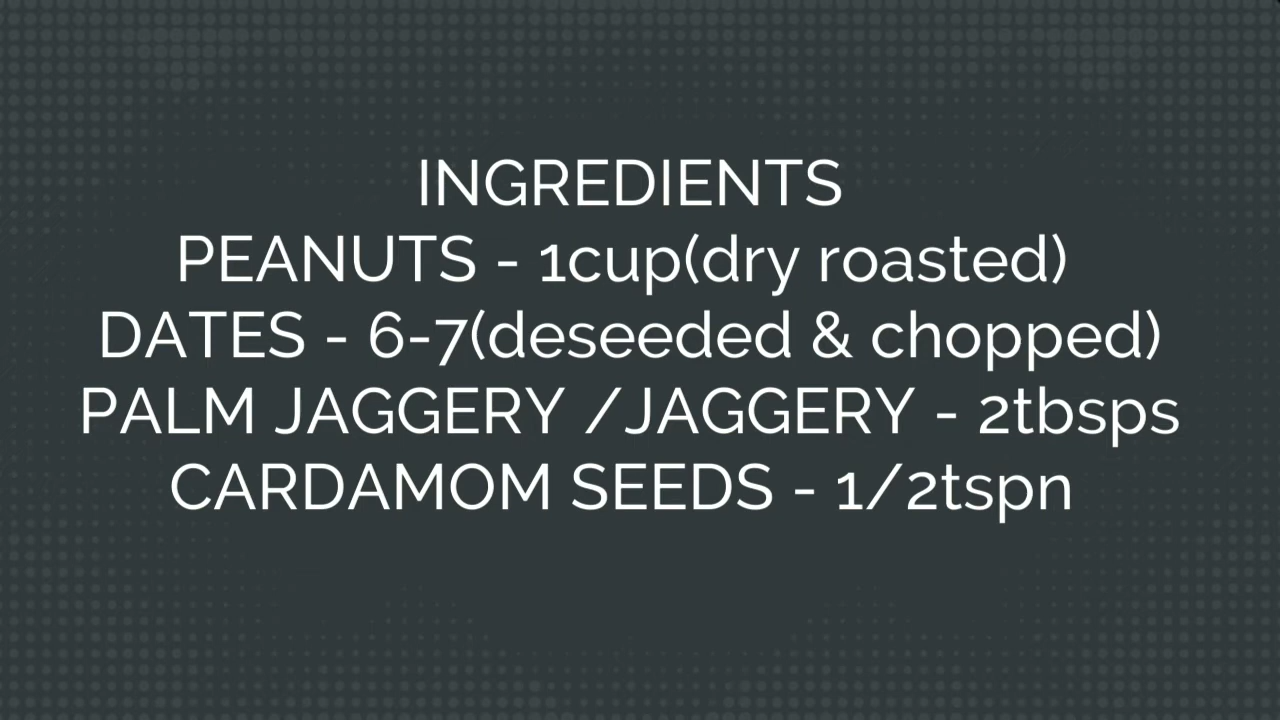 INGREDIENTS
PEANUTS - 1cup(dry roasted)
DATES - 6-7(deseeded & chopped)
PALM JAGGERY /JAGGERY - 2tbsps
CARDAMOM SEEDS - 1/2tspn